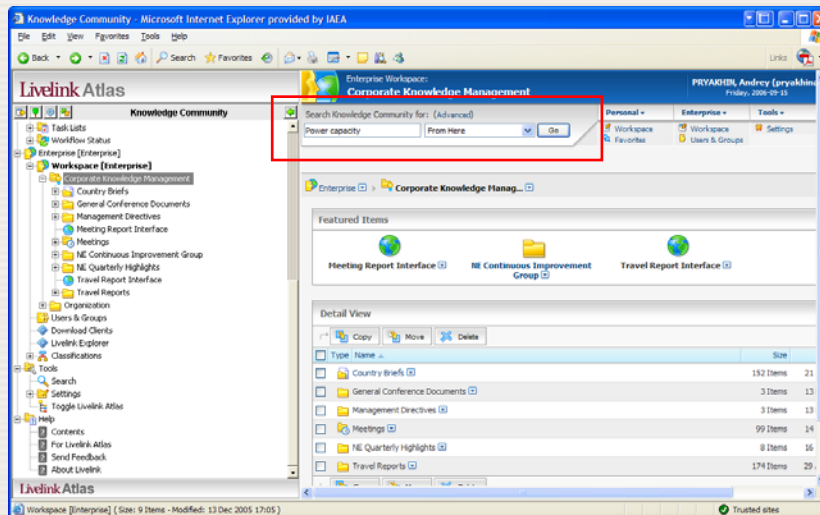 Knowledge Community - Microsoft Internet Explorer provided by IAEA
File Edit View Favorites Tools Help
Back Search Favorites Links
Livelink Atlas
Knowledge Community
Task Lists
Workflow Status
Enterprise [Enterprise]
Workspace [Enterprise]
Corporate Knowledge Management
Country Briefs
General Conference Documents
Management Directives
Meeting Report Interface
Meetings
NE Continuous Improvement Group
NE Quarterly Highlights
Travel Report Interface
Travel Reports
Organization
Users & Groups
Download Clients
Livelink Explorer
Classifications
Tools
Search
Settings
Toggle Livelink Atlas
Help
Contents
For Livelink Atlas
Send Feedback
About Livelink
Livelink Atlas
Enterprise Workspace:
Corporate Knowledge Management
PRYAKHIN, Andrey (pryakhina
Friday, 2006-09-15
Search Knowledge Community for: (Advanced)
Power capacity From Here Go
Personal Enterprise Tools
Workspace Workspace Settings
Favorites Users & Groups
Enterprise Corporate Knowledge Manag...
Featured Items
Meeting Report Interface NE Continuous Improvement Travel Report Interface
Group
Detail View
Copy Move Delete
Type Name Size
Country Briefs 152 Items 21
General Conference Documents 3 Items 13
Management Directives 3 Items 13
Meetings 99 Items 14
NE Quarterly Highlights 8 Items 16
Travel Reports 174 Items 29
Workspace [Enterprise] ( Size: 9 Items - Modified: 13 Dec 2005 17:05 ) Trusted sites